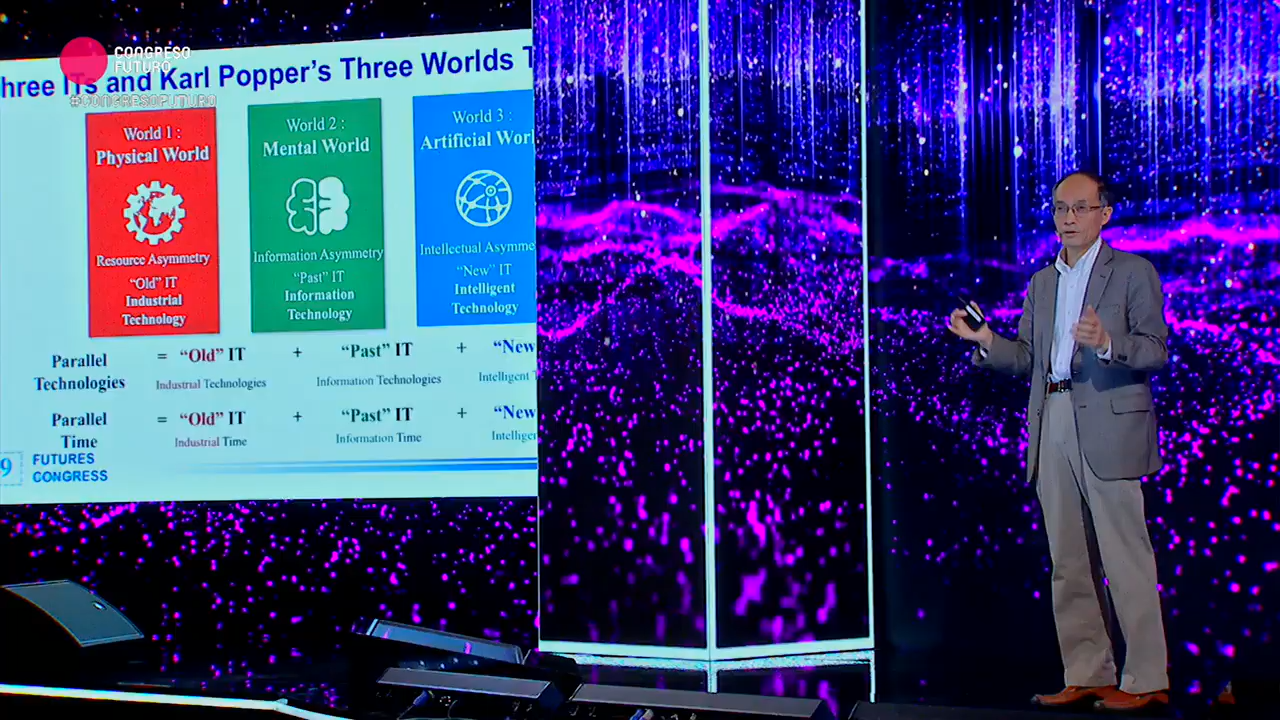 CONGRESO
FUTURO
#CONGRESOFUTURO
hree ITs and Karl Popper's Three Worlds T
World 1 :
Physical World
Resource Asymmetry
"Old" IT
Industrial
Technology
World 2 :
Mental World
Information Asymmetry
"Past" IT
Information
Technology
World 3 :
Artificial Worl
Intellectual Asymme
"New" IT
Intelligent
Technology
Parallel
Technologies
= "Old" IT + "Past" IT + "New
Industrial Technologies Information Technologies Intelligent T
Parallel
Time
= "Old" IT + "Past" IT + "New
Industrial Time Information Time Intellige
9
FUTURES
CONGRESS